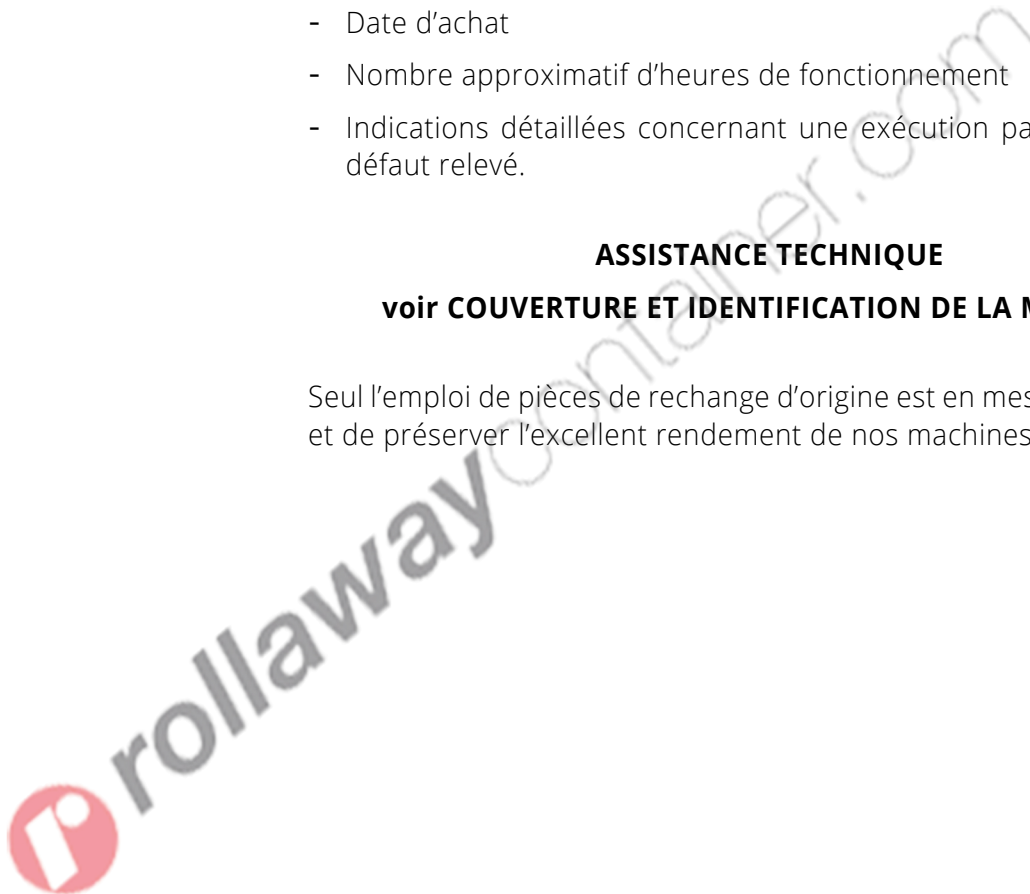 - Date d’achat
- Nombre approximatif d’heures de fonctionnement
- Indications détaillées concernant une exécution pa
défaut relevé.
ASSISTANCE TECHNIQUE
voir COUVERTURE ET IDENTIFICATION DE LA
Seul l’emploi de pièces de rechange d’origine est en mes
et de préserver l’excellent rendement de nos machines
rollawaycontainer.com